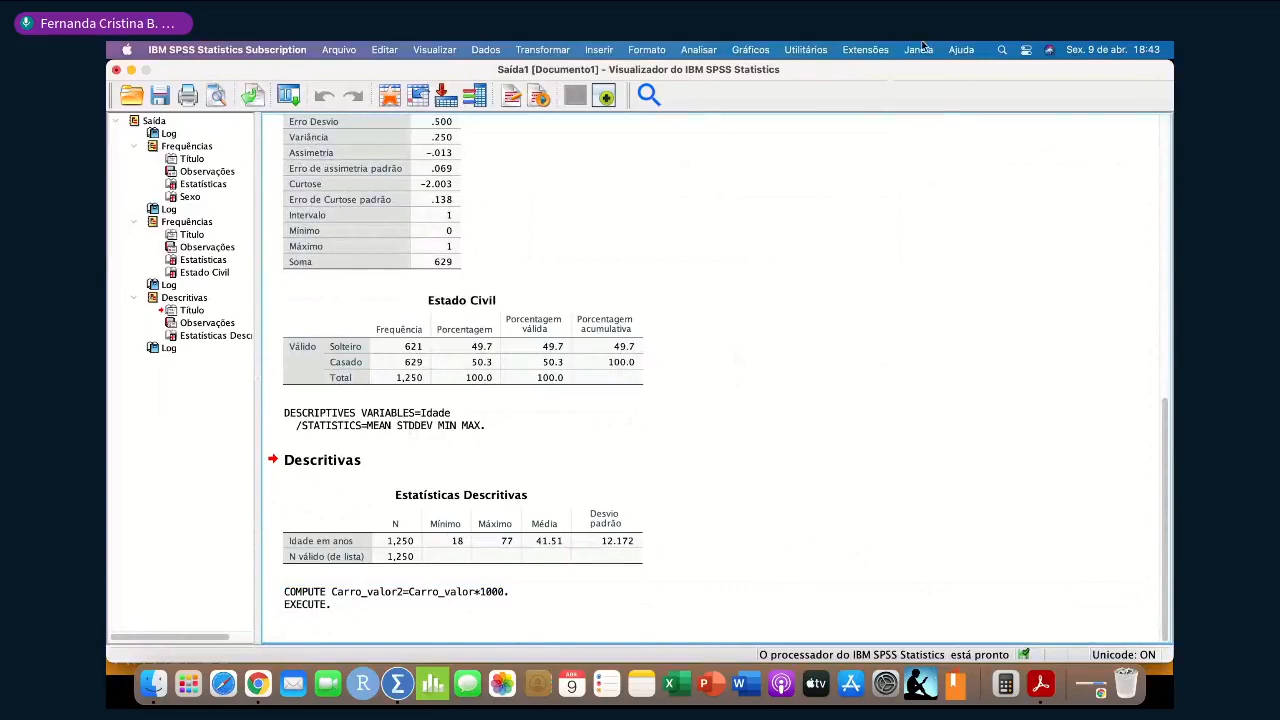 Fernanda Cristina B. ...
IBM SPSS Statistics Subscription Arquivo Editar Visualizar Dados Transformar Inserir Formato Analisar Gráficos Utilitários Extensões Janela Ajuda Sex. 9 de abr. 18:43
Saída1 [Documento1] - Visualizador do IBM SPSS Statistics
Saída
Log
Frequências
Título
Observações
Estatísticas
Sexo
Log
Frequências
Título
Observações
Estatísticas
Estado Civil
Log
Descritivas
Título
Observações
Estatísticas Descr
Log
Erro Desvio .500
Variância .250
Assimetria -.013
Erro de assimetria padrão .069
Curtose -2.003
Erro de Curtose padrão .138
Intervalo 1
Mínimo 0
Máximo 1
Soma 629
Estado Civil
Frequência Porcentagem Porcentagem válida Porcentagem acumulativa
Válido Solteiro 621 49.7 49.7 49.7
Casado 629 50.3 50.3 100.0
Total 1,250 100.0 100.0
DESCRIPTIVES VARIABLES=Idade
/STATISTICS=MEAN STDDEV MIN MAX.
Descritivas
Estatísticas Descritivas
N Mínimo Máximo Média Desvio padrão
Idade em anos 1,250 18 77 41.51 12.172
N válido (de lista) 1,250
COMPUTE Carro_valor2=Carro_valor*1000.
EXECUTE.
O processador do IBM SPSS Statistics está pronto Unicode: ON
R Σ ABR. 9 X P W tv